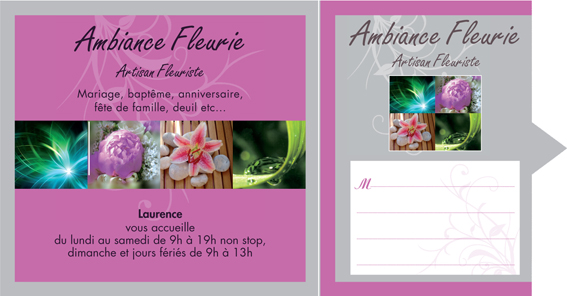 Ambiance Fleurie
Artisan Fleuriste
Mariage, baptême, anniversaire,
fête de famille, deuil etc...
Laurence
vous accueille
du lundi au samedi de 9h à 19h non stop,
dimanche et jours fériés de 9h à 13h
Ambiance Fleurie
Artisan Fleuriste
M